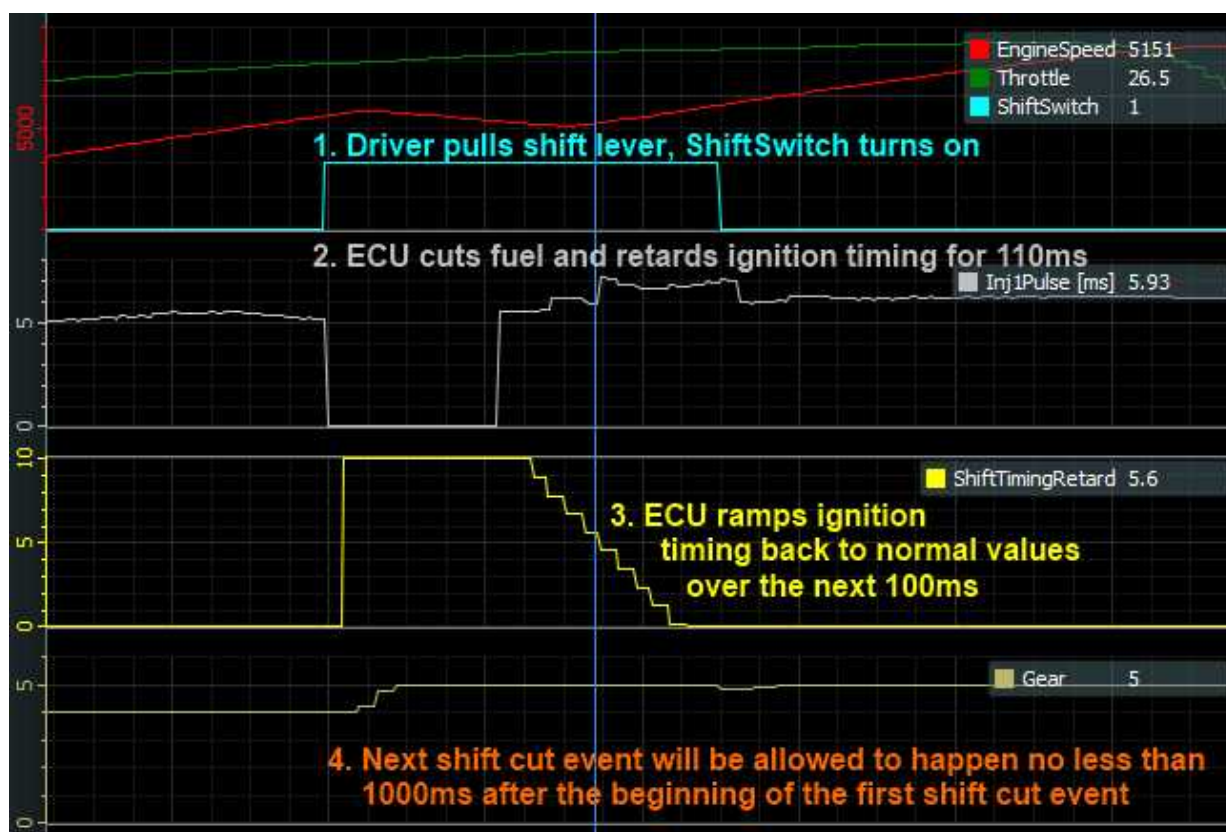 EngineSpeed 5151
Throttle 26.5
ShiftSwitch 1
5000
1. Driver pulls shift lever, ShiftSwitch turns on
2. ECU cuts fuel and retards ignition timing for 110ms
Inj1Pulse [ms] 5.93
5
0
10
ShiftTimingRetard 5.6
3. ECU ramps ignition
timing back to normal values
over the next 100ms
5
0
5
Gear 5
4. Next shift cut event will be allowed to happen no less than
1000ms after the beginning of the first shift cut event
0